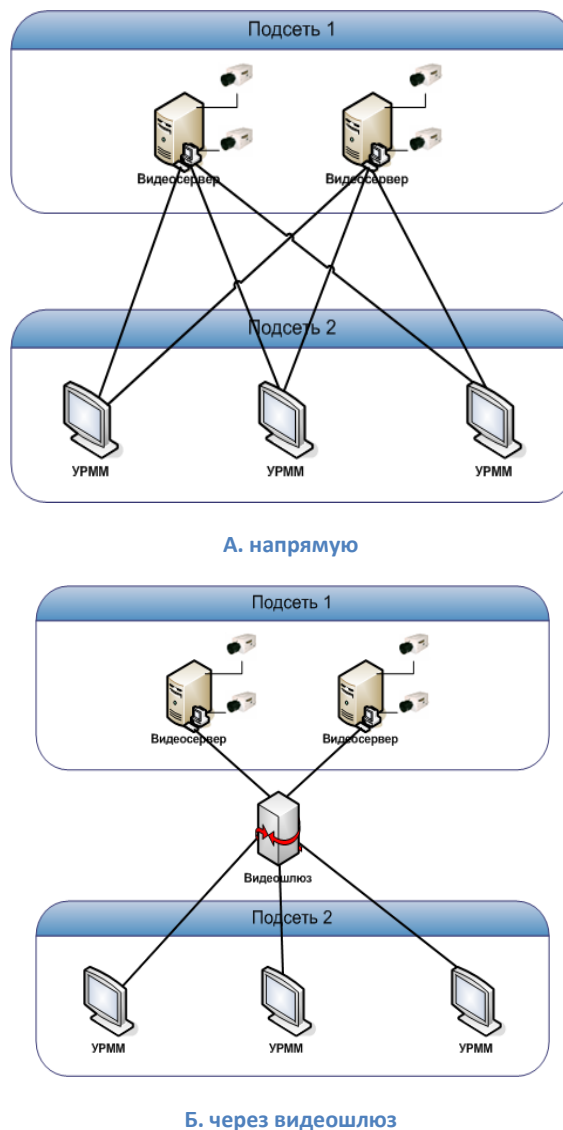 Подсеть 1
Видеосервер Видеосервер
Подсеть 2
УРММ УРММ УРММ
А. напрямую
Подсеть 1
Видеосервер Видеосервер
Видеошлюз
Подсеть 2
УРММ УРММ УРММ
Б. через видеошлюз